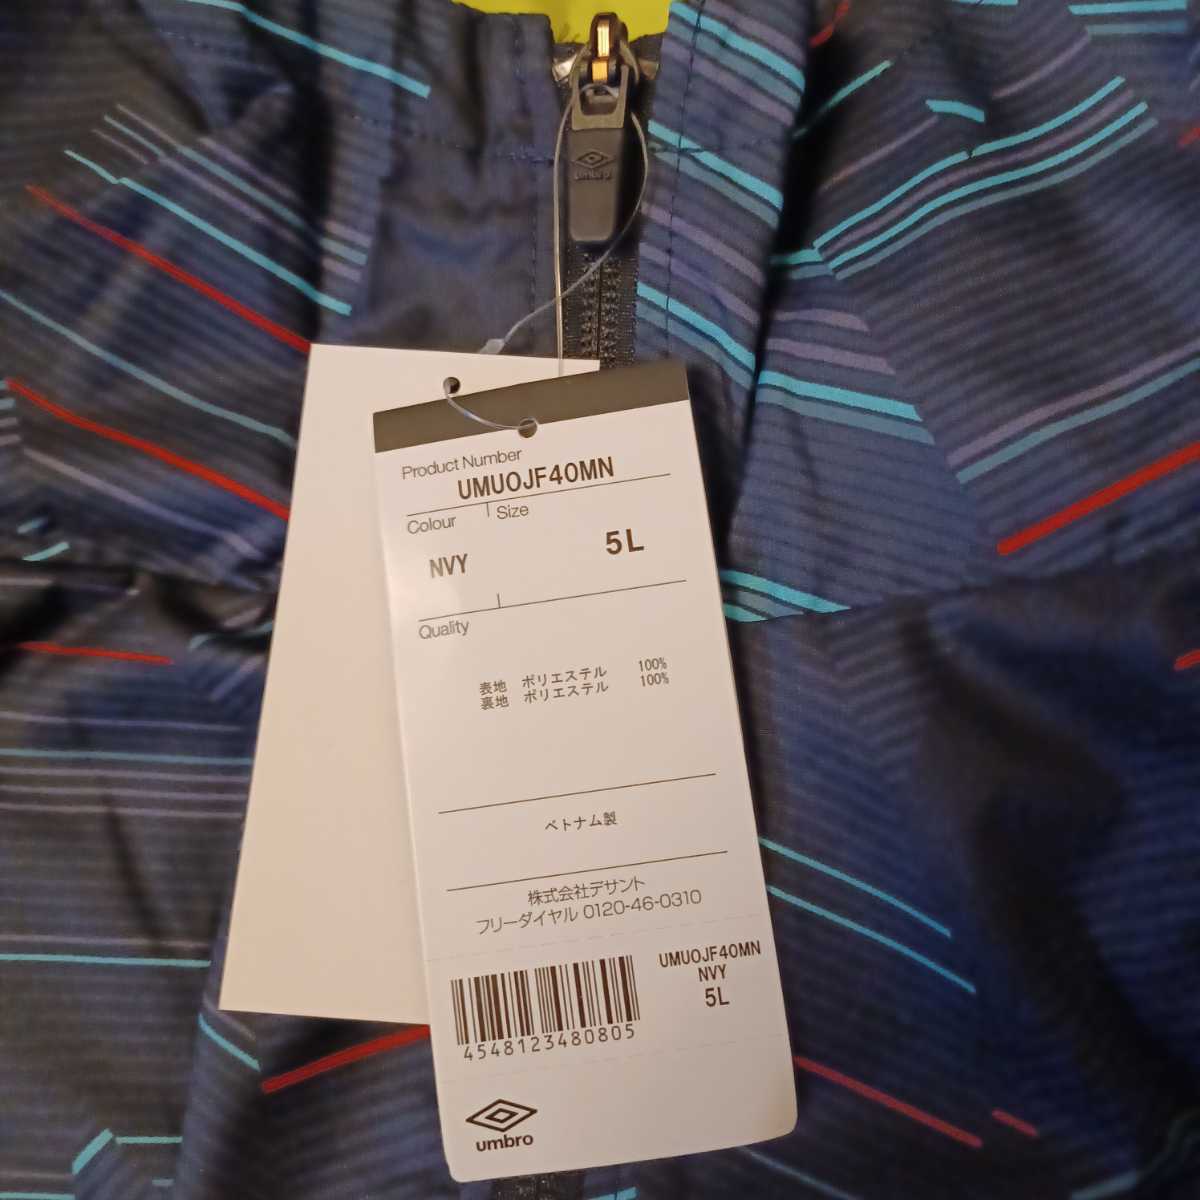 umbro
Product Number
UMUOJF40MN
Colour Size
NVY 5L
Quality
表地 ポリエステル 100%
裏地 ポリエステル 100%
ベトナム製
株式会社デサント
フリーダイヤル 0120-46-0310
UMUOJF40MN
NVY
5L
4548123480805
umbro